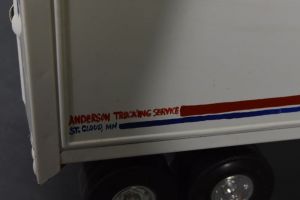 ANDERSON TRUCKING SERVICE
ST. CLOUD, MN